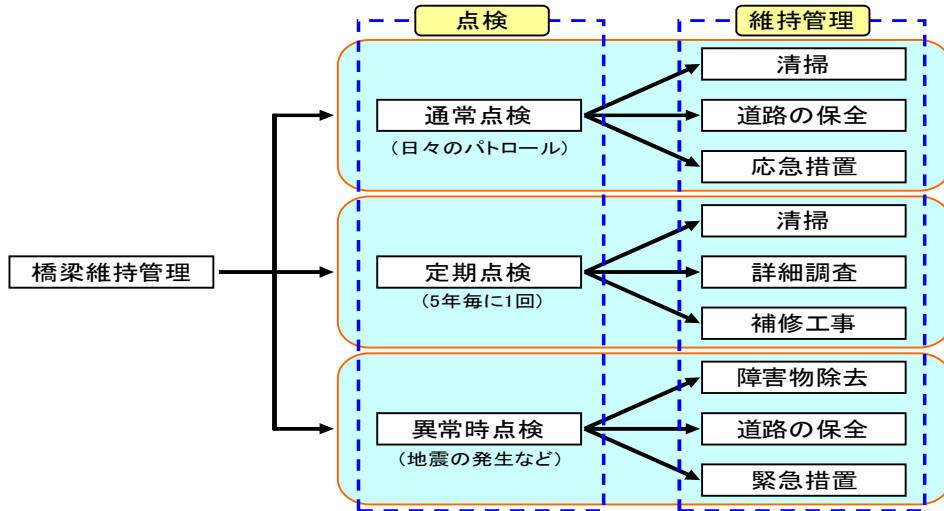 点検
維持管理
橋梁維持管理
通常点検
(日々のパトロール)
清掃
道路の保全
応急措置
定期点検
(5年毎に1回)
清掃
詳細調査
補修工事
異常時点検
(地震の発生など)
障害物除去
道路の保全
緊急措置